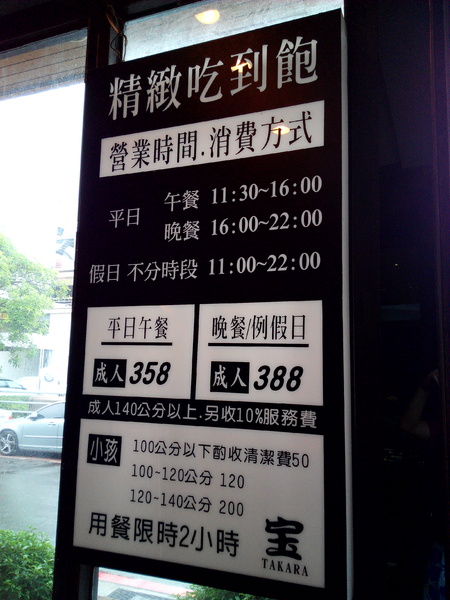 精緻吃到飽
營業時間.消費方式
平日 午餐 11:30~16:00
晚餐 16:00~22:00
假日 不分時段 11:00~22:00
平日午餐
成人 358
晚餐/例假日
成人 388
成人140公分以上.另收10%服務費
小孩 100公分以下酌收清潔費50
100~120公分 120
120~140公分 200
用餐限時2小時
宝
TAKARA